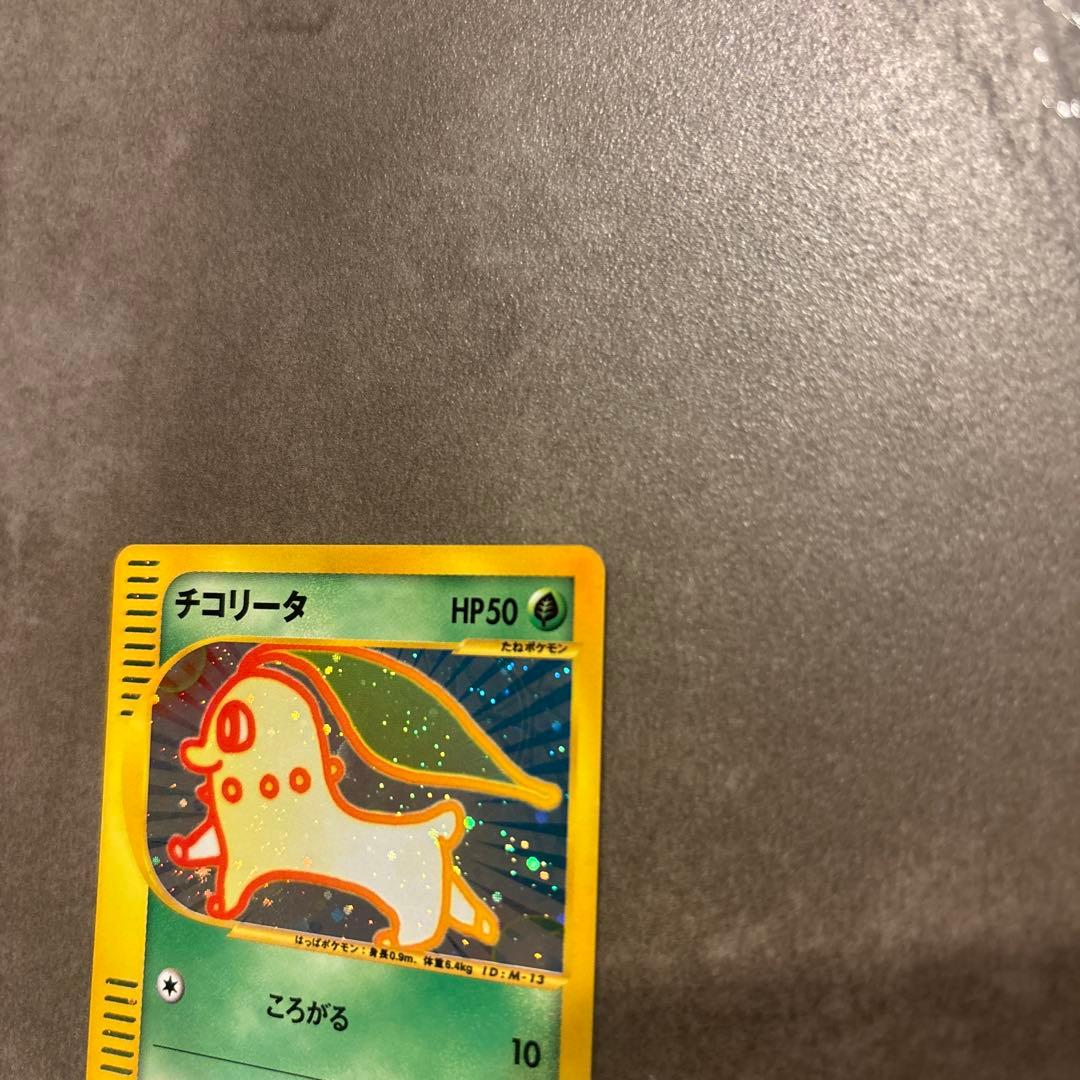 チコリータ HP50
たねポケモン
はっぱポケモン：身長0.9m、体重6.4kg ID:M-13
ころがる
10